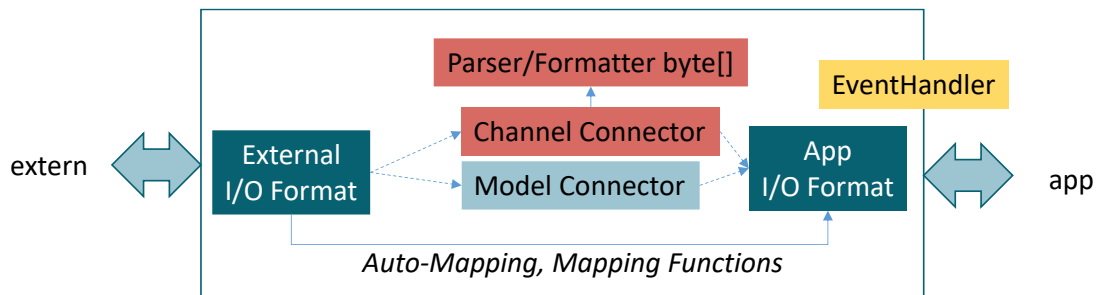 Parser/Formatter byte[]
EventHandler
Channel Connector
extern
External
I/O Format
Model Connector
App
I/O Format
app
Auto-Mapping, Mapping Functions